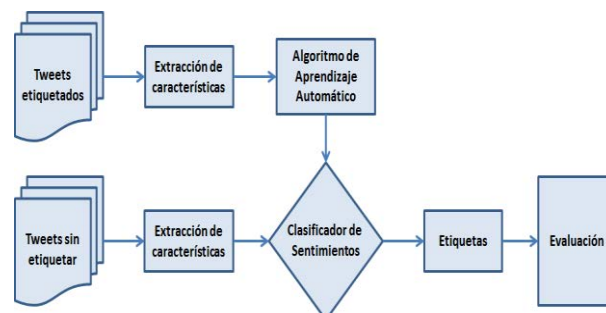 Tweets
etiquetados
Extracción de
características
Algoritmo de
Aprendizaje
Automático
Tweets sin
etiquetar
Extracción de
características
Clasificador de
Sentimientos
Etiquetas
Evaluación